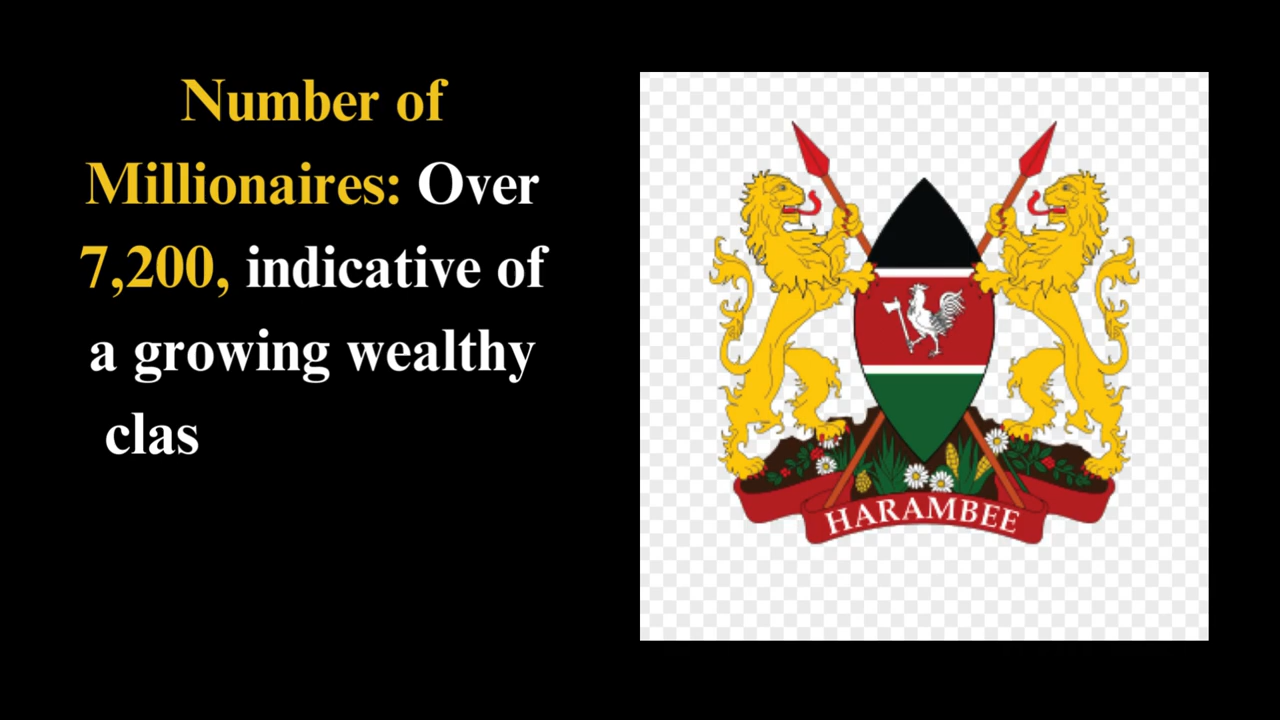 Number of
Millionaires: Over
7,200, indicative of
a growing wealthy
clas
HARAMBEE